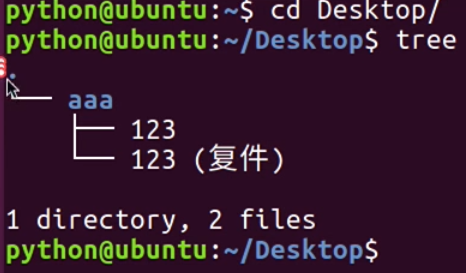 python@ubuntu:~$ cd Desktop/
python@ubuntu:~/Desktop$ tree
.
└── aaa
    ├── 123
    └── 123 (复件)

1 directory, 2 files
python@ubuntu:~/Desktop$